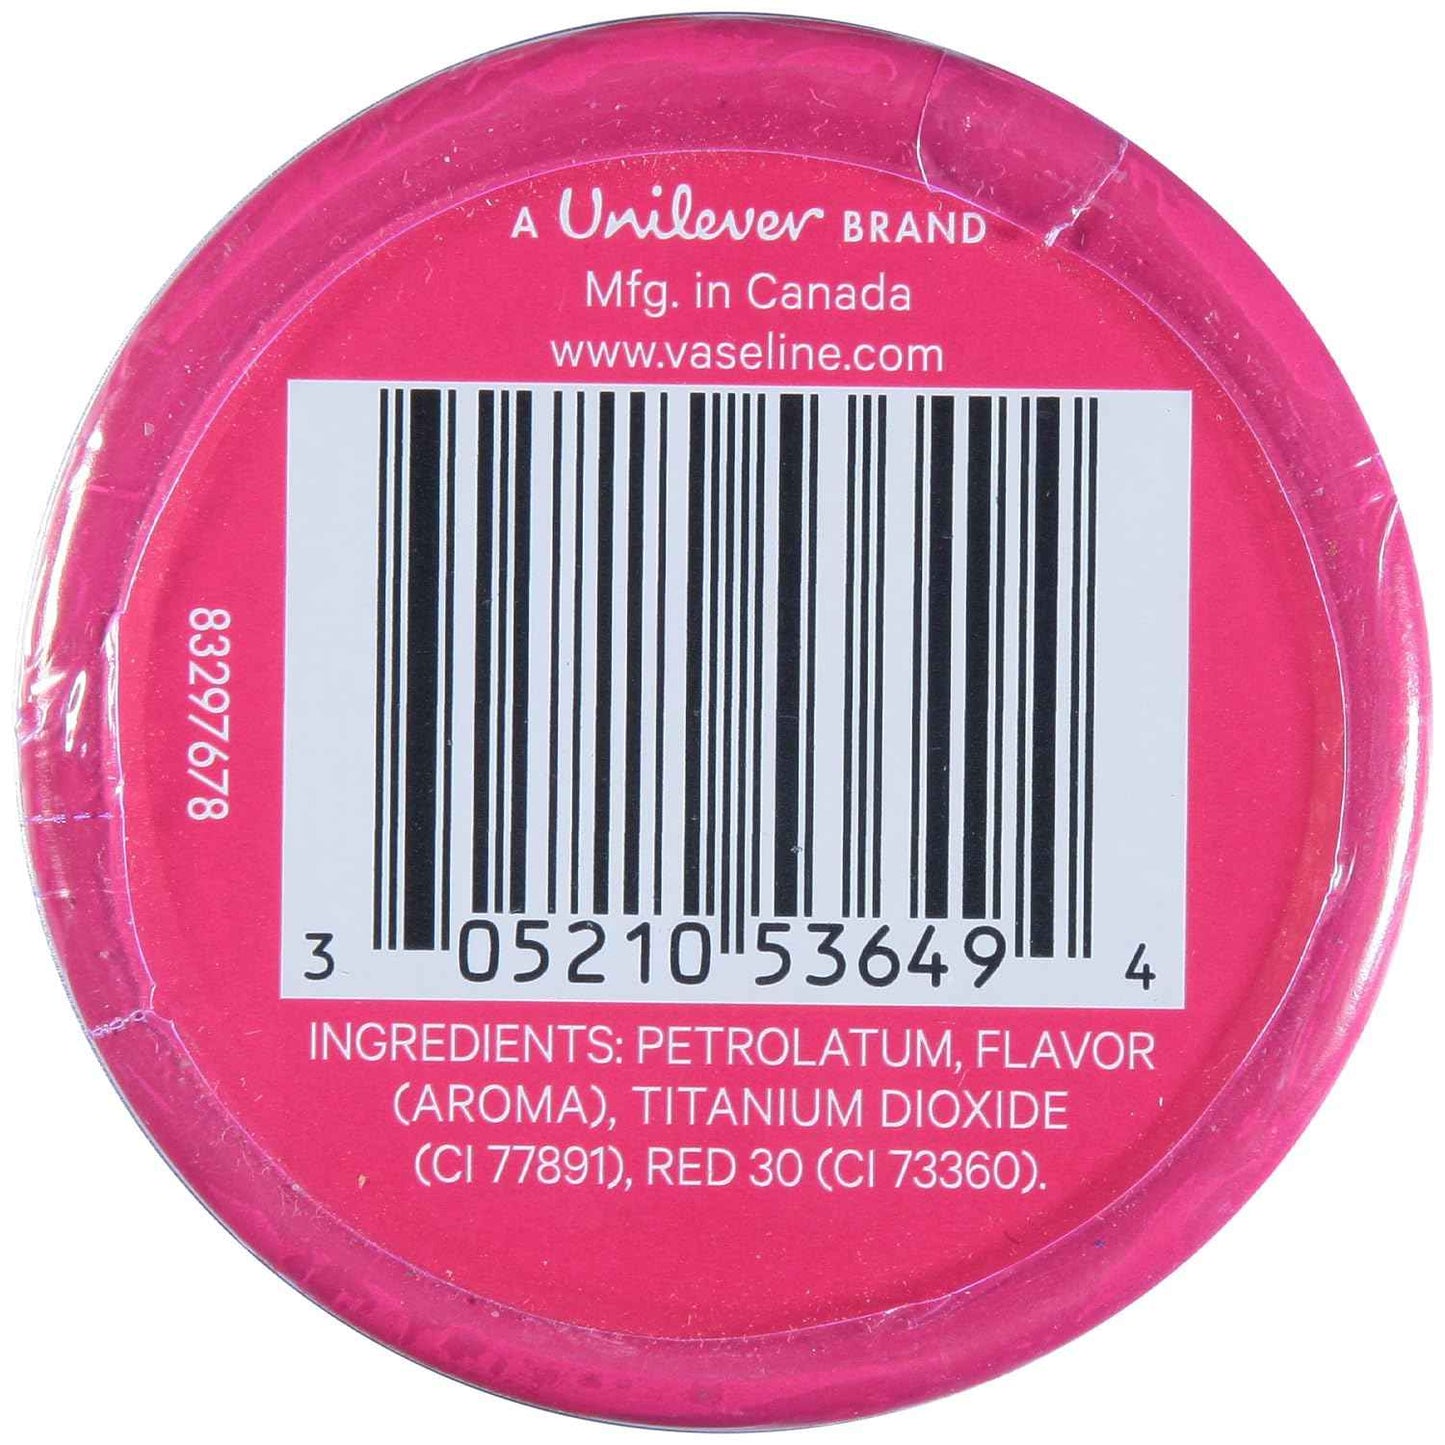 A Unilever BRAND
Mfg. in Canada
www.vaseline.com
83297678
3 05210 53649 4
INGREDIENTS: PETROLATUM, FLAVOR
(AROMA), TITANIUM DIOXIDE
(CI 77891), RED 30 (CI 73360).